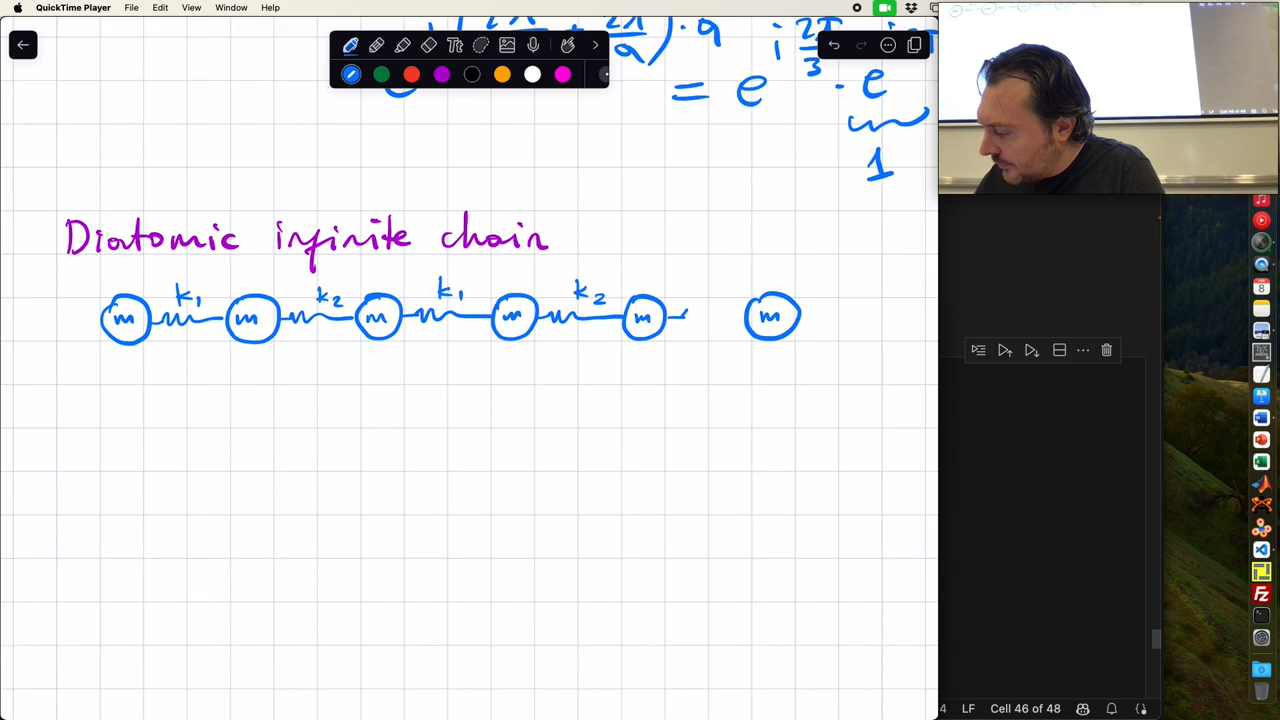 QuickTime Player File Edit View Window Help
= e^{i 2π/3} · e
1
Diatomic infinite chain
k₁ k₂ k₁ k₂
m m m m m m
LF Cell 46 of 48